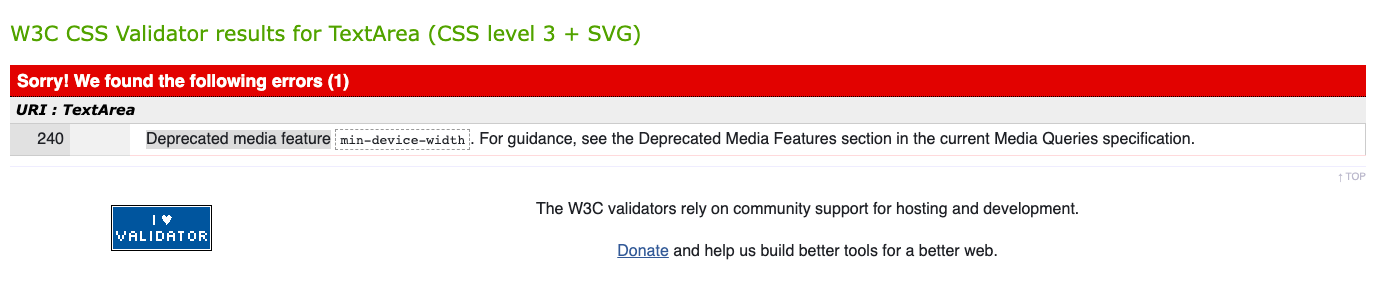 W3C CSS Validator results for TextArea (CSS level 3 + SVG)
Sorry! We found the following errors (1)
URI : TextArea
240 Deprecated media feature min-device-width. For guidance, see the Deprecated Media Features section in the current Media Queries specification.
↑ TOP
The W3C validators rely on community support for hosting and development.
I ♥
VALIDATOR
Donate and help us build better tools for a better web.